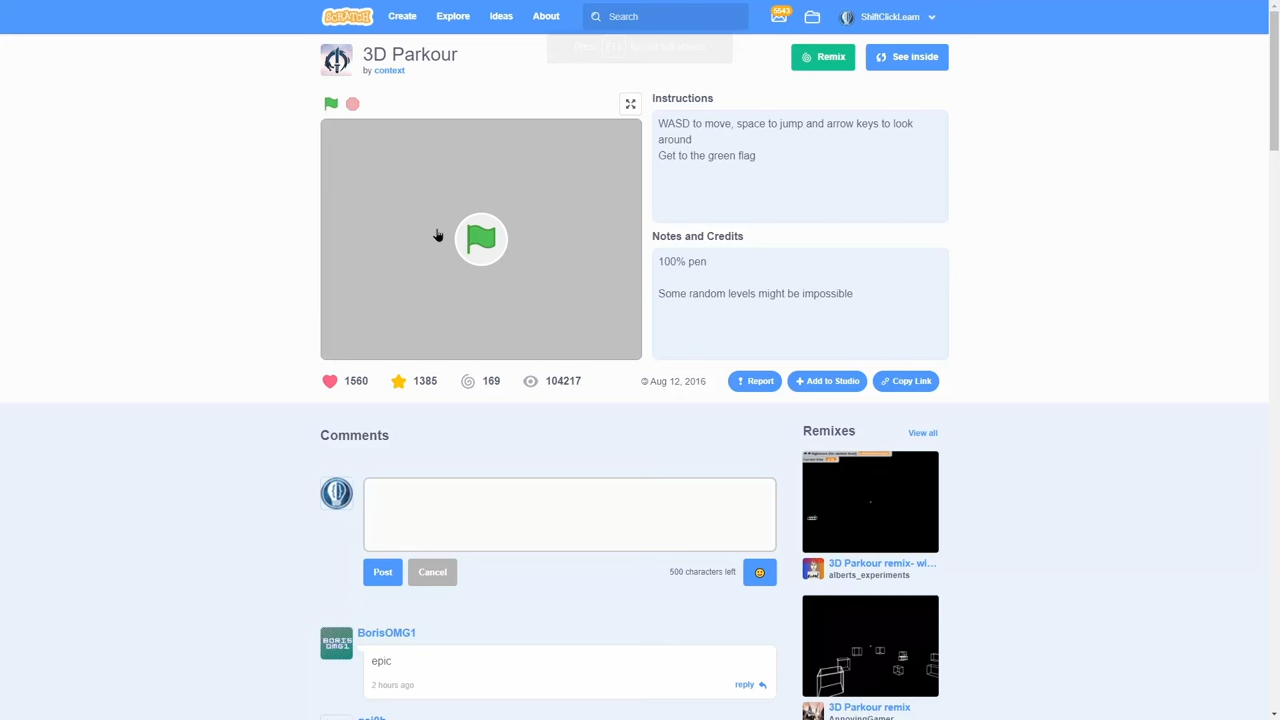 SCRATCH
Create
Explore
Ideas
About
Search
5643
ShiftClickLearn
3D Parkour
by context
Remix
See inside
Instructions
WASD to move, space to jump and arrow keys to look
around
Get to the green flag
Notes and Credits
100% pen
Some random levels might be impossible
1560
1385
169
104217
© Aug 12, 2016
Report
Add to Studio
Copy Link
Comments
Remixes
View all
Post
Cancel
500 characters left
3D Parkour remix- wi...
alberts_experiments
BORIS
OMG1
BorisOMG1
epic
2 hours ago
reply
3D Parkour remix
AnnoyingGamer